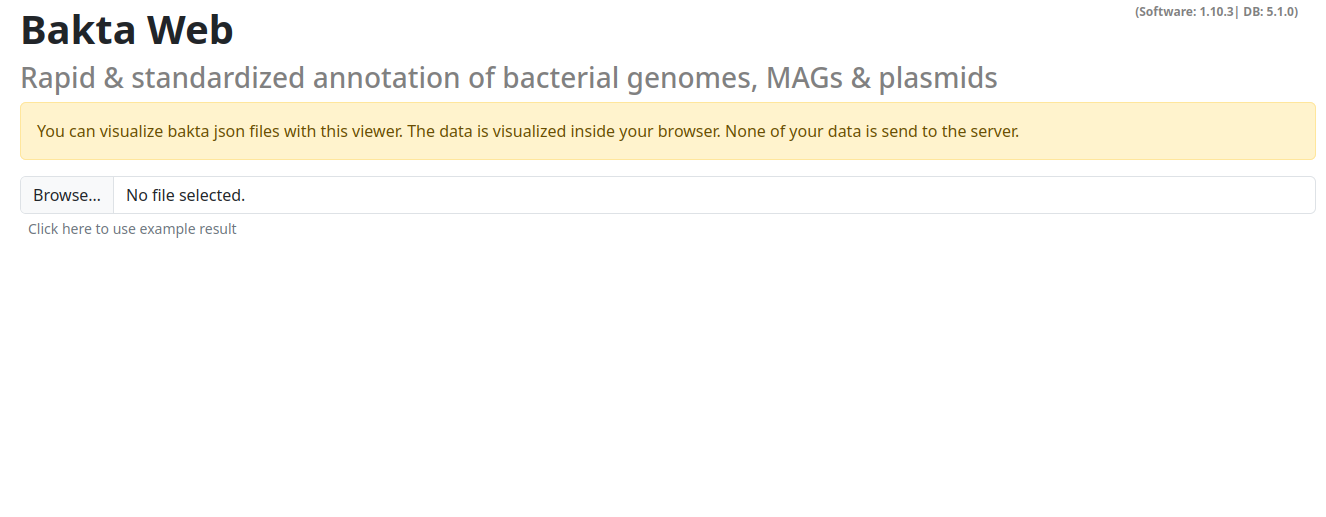 (Software: 1.10.3| DB: 5.1.0)
Bakta Web
Rapid & standardized annotation of bacterial genomes, MAGs & plasmids
You can visualize bakta json files with this viewer. The data is visualized inside your browser. None of your data is send to the server.
Browse... No file selected.
Click here to use example result